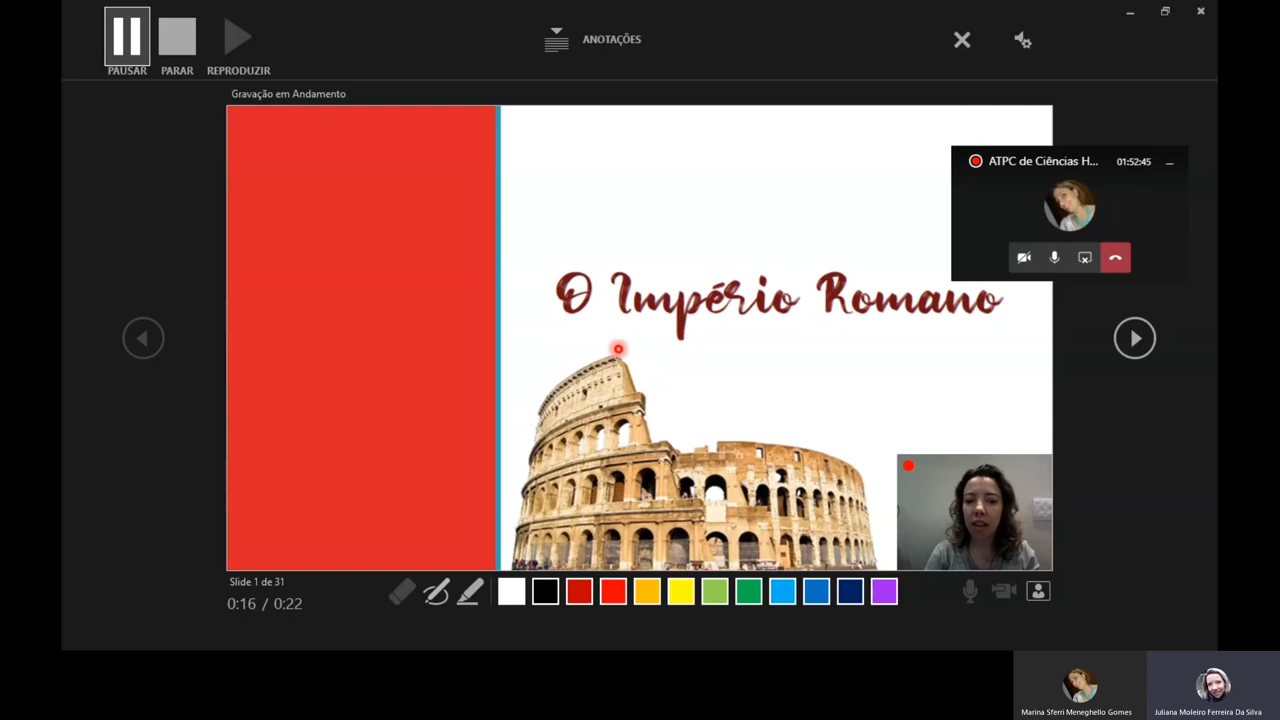 PAUSAR
PARAR
REPRODUZIR
ANOTAÇÕES
Gravação em Andamento
ATPC de Ciências H...
01:52:45
O Império Romano
Slide 1 de 31
0:16 / 0:22
Marina Sferri Meneghello Gomes
Juliana Moleiro Ferreira Da Silva